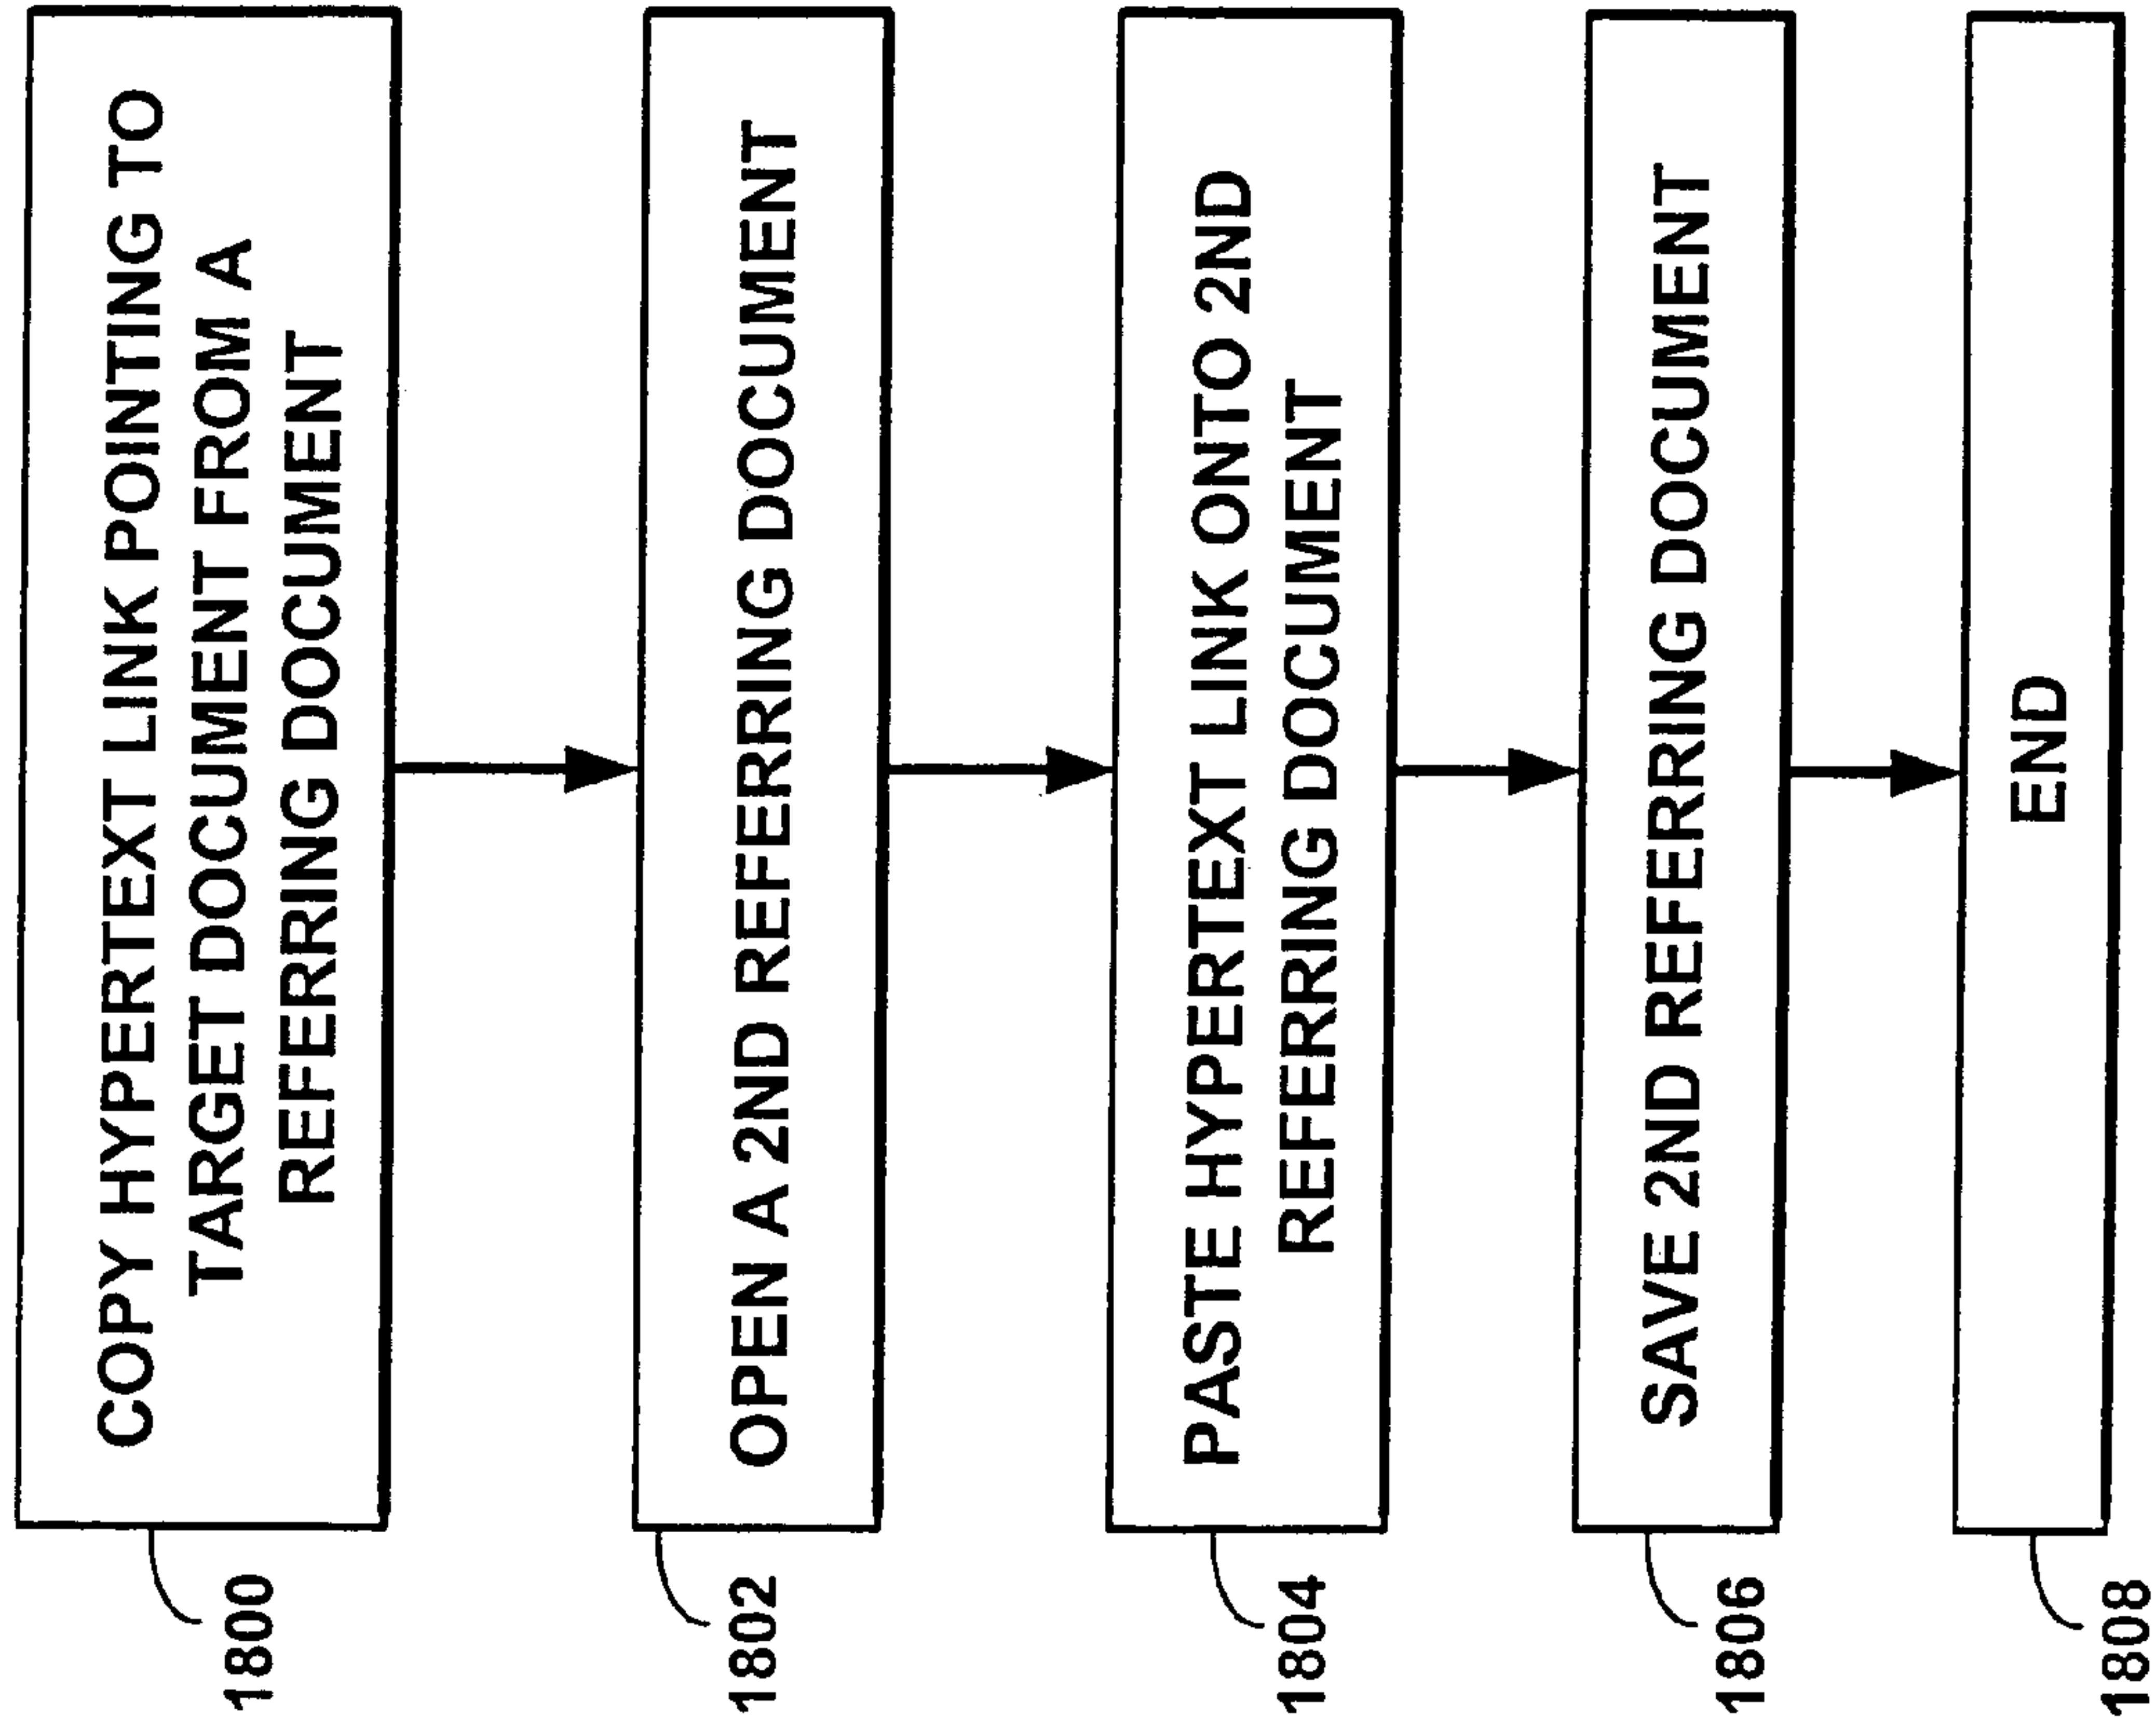 COPY HYPERTEXT LINK POINTING TO
TARGET DOCUMENT FROM A
REFERRING DOCUMENT
1800
OPEN A 2ND REFERRING DOCUMENT
1802
PASTE HYPERTEXT LINK ONTO 2ND
REFERRING DOCUMENT
1804
SAVE 2ND REFERRING DOCUMENT
1806
END
1808